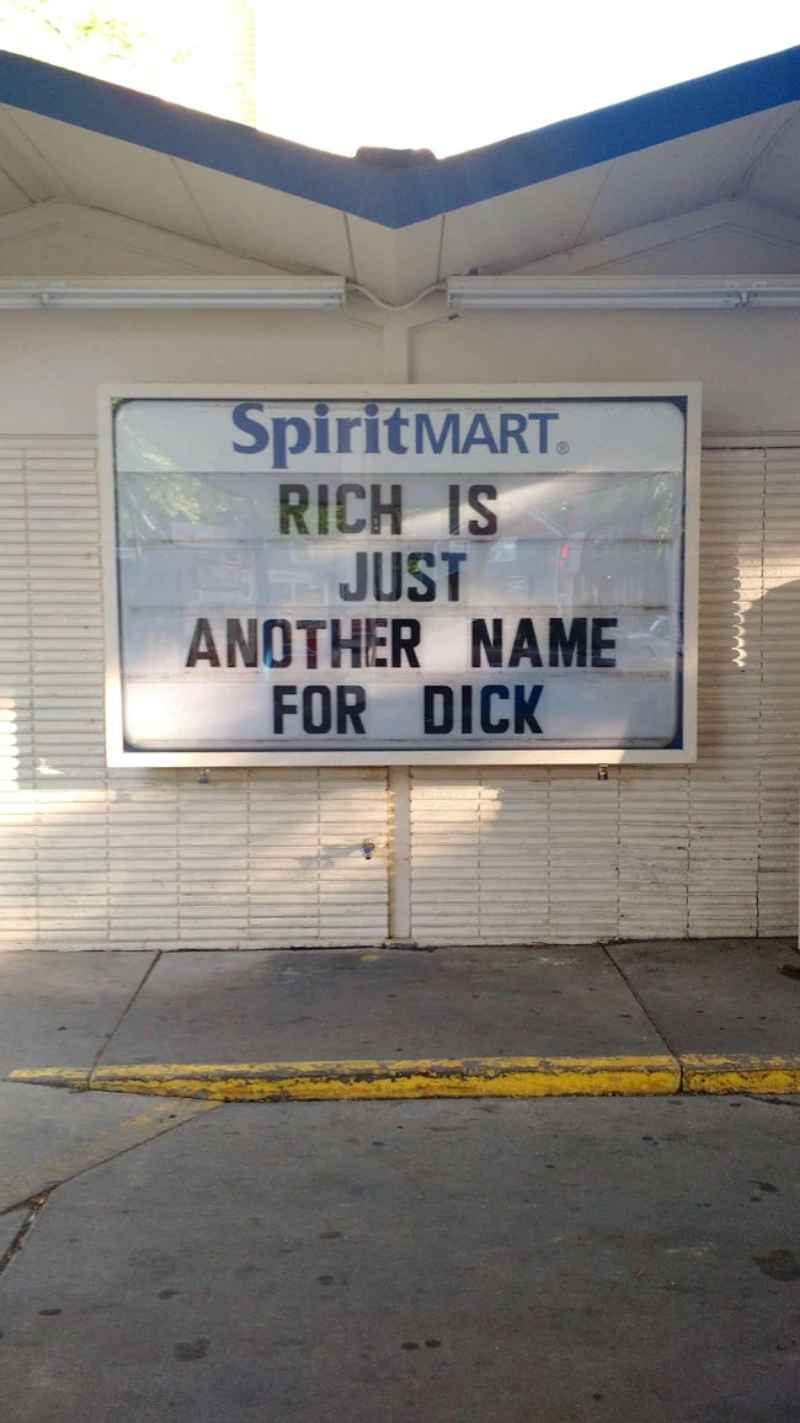 SpiritMART®
RICH IS
JUST
ANOTHER NAME
FOR DICK